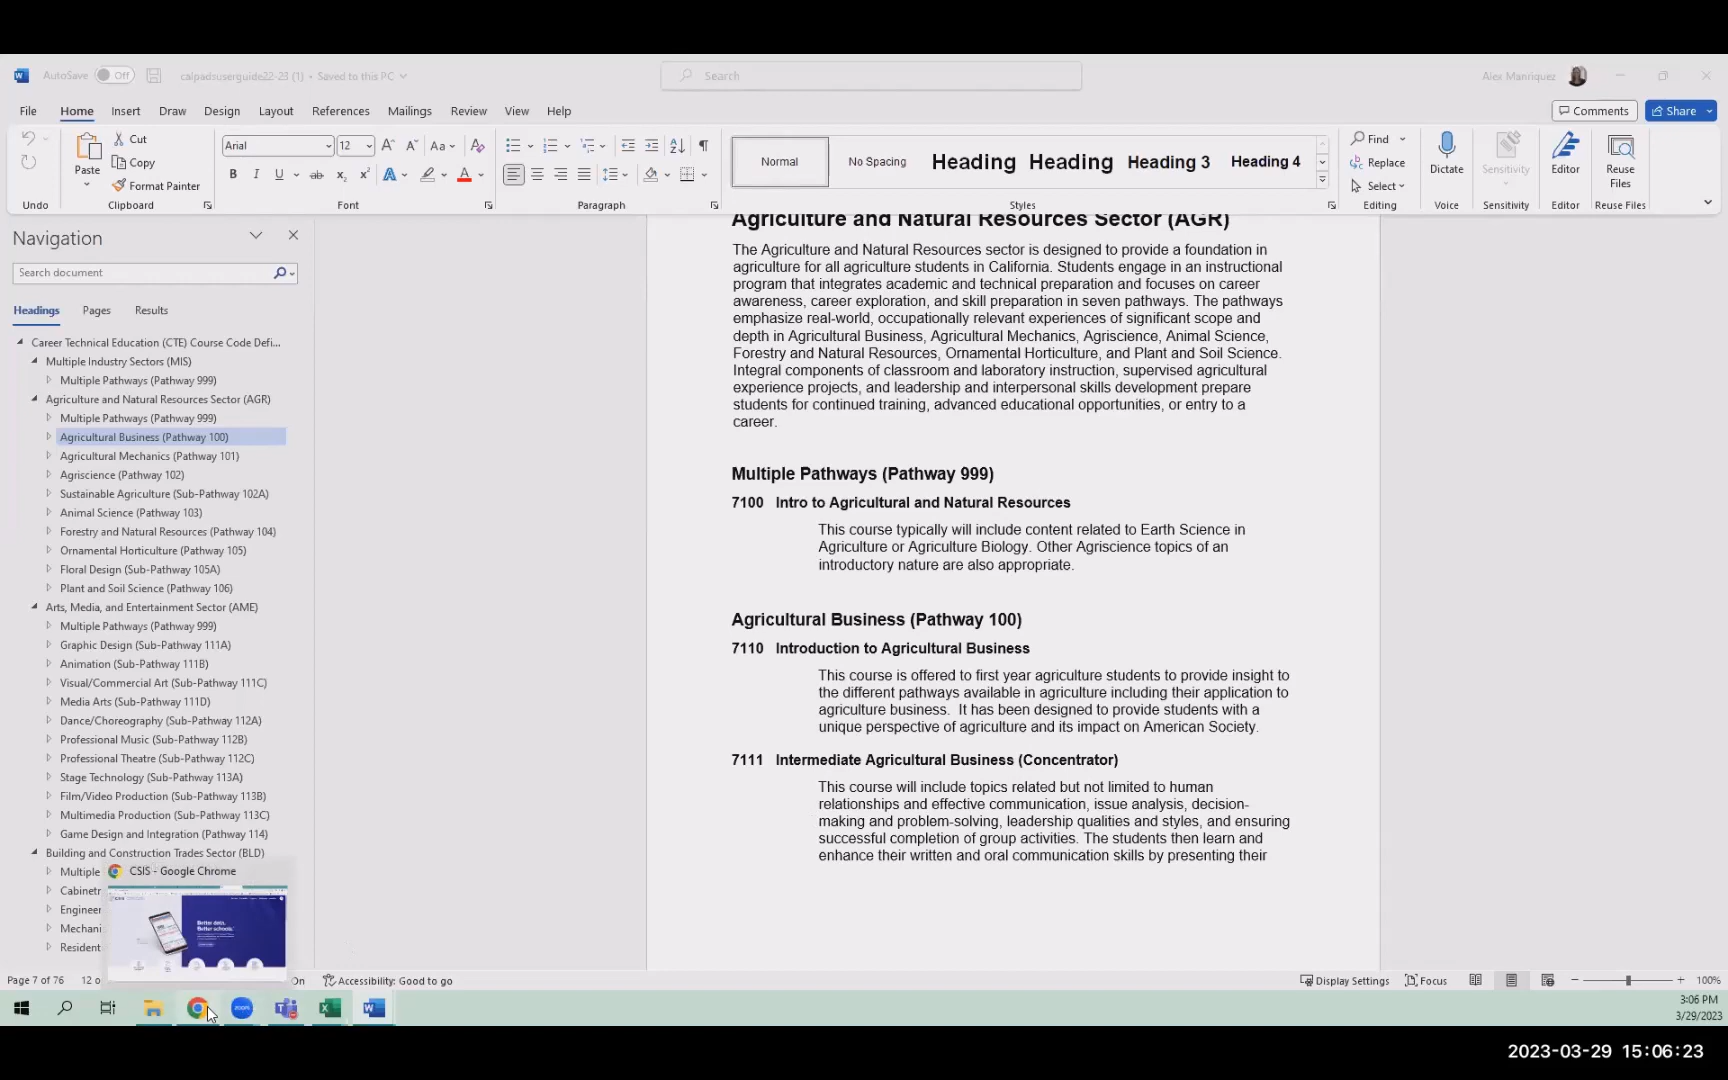 AutoSave Off calpadsuserguide22-23 (1) • Saved to this PC Search Alex Manriquez
File Home Insert Draw Design Layout References Mailings Review View Help Comments Share
Paste Cut Copy Format Painter
Arial 12 Aa
Normal No Spacing Heading Heading Heading 3 Heading 4
Find Replace Select
Dictate Sensitivity Editor Reuse Files
Undo Clipboard Font Paragraph Styles Editing Voice Sensitivity Editor Reuse Files
Navigation
Search document
Headings Pages Results
Career Technical Education (CTE) Course Code Defi...
Multiple Industry Sectors (MIS)
Multiple Pathways (Pathway 999)
Agriculture and Natural Resources Sector (AGR)
Multiple Pathways (Pathway 999)
Agricultural Business (Pathway 100)
Agricultural Mechanics (Pathway 101)
Agriscience (Pathway 102)
Sustainable Agriculture (Sub-Pathway 102A)
Animal Science (Pathway 103)
Forestry and Natural Resources (Pathway 104)
Ornamental Horticulture (Pathway 105)
Floral Design (Sub-Pathway 105A)
Plant and Soil Science (Pathway 106)
Arts, Media, and Entertainment Sector (AME)
Multiple Pathways (Pathway 999)
Graphic Design (Sub-Pathway 111A)
Animation (Sub-Pathway 111B)
Visual/Commercial Art (Sub-Pathway 111C)
Media Arts (Sub-Pathway 111D)
Dance/Choreography (Sub-Pathway 112A)
Professional Music (Sub-Pathway 112B)
Professional Theatre (Sub-Pathway 112C)
Stage Technology (Sub-Pathway 113A)
Film/Video Production (Sub-Pathway 113B)
Multimedia Production (Sub-Pathway 113C)
Game Design and Integration (Pathway 114)
Building and Construction Trades Sector (BLD)
Multiple
Cabinetr
Engineer
Mechani
Resident
CSIS - Google Chrome
Better data.
Better schools.
Agriculture and Natural Resources Sector (AGR)
The Agriculture and Natural Resources sector is designed to provide a foundation in
agriculture for all agriculture students in California. Students engage in an instructional
program that integrates academic and technical preparation and focuses on career
awareness, career exploration, and skill preparation in seven pathways. The pathways
emphasize real-world, occupationally relevant experiences of significant scope and
depth in Agricultural Business, Agricultural Mechanics, Agriscience, Animal Science,
Forestry and Natural Resources, Ornamental Horticulture, and Plant and Soil Science.
Integral components of classroom and laboratory instruction, supervised agricultural
experience projects, and leadership and interpersonal skills development prepare
students for continued training, advanced educational opportunities, or entry to a
career.
Multiple Pathways (Pathway 999)
7100 Intro to Agricultural and Natural Resources
This course typically will include content related to Earth Science in
Agriculture or Agriculture Biology. Other Agriscience topics of an
introductory nature are also appropriate.
Agricultural Business (Pathway 100)
7110 Introduction to Agricultural Business
This course is offered to first year agriculture students to provide insight to
the different pathways available in agriculture including their application to
agriculture business. It has been designed to provide students with a
unique perspective of agriculture and its impact on American Society.
7111 Intermediate Agricultural Business (Concentrator)
This course will include topics related but not limited to human
relationships and effective communication, issue analysis, decision-
making and problem-solving, leadership qualities and styles, and ensuring
successful completion of group activities. The students then learn and
enhance their written and oral communication skills by presenting their
Page 7 of 76 12 o On Accessibility: Good to go Display Settings Focus 100%
zoom
3:06 PM
3/29/2023
2023-03-29 15:06:23